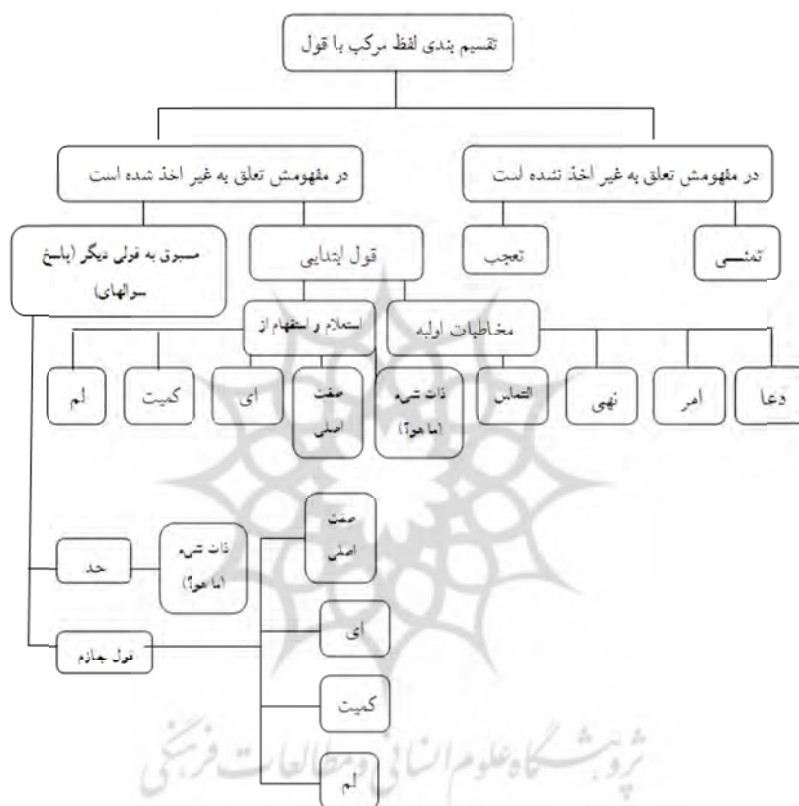 تقسیم بندی لفظ مرکب با قول
در مفهومش تعلق به غیر اخذ نشده است
در مفهومش تعلق به غیر اخذ شده است
تمنی
تعجب
قول ابتدایی
مسبوق به قولی دیگر (پاسخ
سوالهای)
مخاطبات اولیه
استعلام و استفهام از
دعا
امر
نهی
التماس
ذات شیء
(ما هو؟)
صفت
اصلی
ای
کمیت
لم
صفت
اصلی
ذات شیء
(ما هو؟)
حد
ای
قول جازم
کمیت
لم
پژوهشگاه علوم انسانی و مطالعات فرهنگی